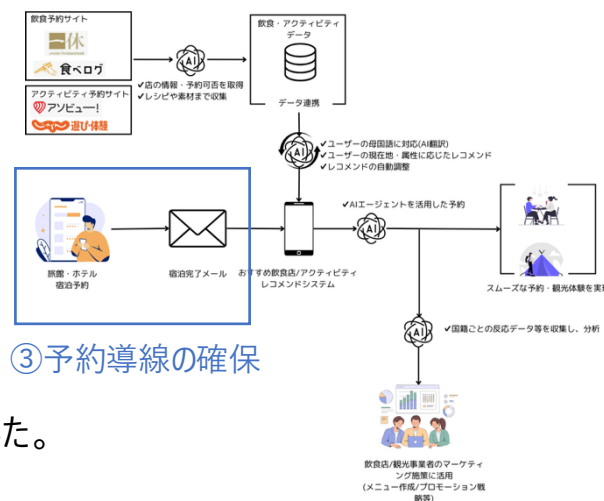 飲食予約サイト
一休
食べログ
アクティビティ予約サイト
アソビュー!
遊び・体験
AI
✓店の情報・予約可否を取得
✓レシピや素材まで収集
飲食・アクティビティ
データ
データ連携
AI
✓ユーザーの母国語に対応(AI翻訳)
✓ユーザーの現在地・属性に応じたレコメンド
✓レコメンドの自動調整
旅館・ホテル
宿泊予約
宿泊完了メール
おすすめ飲食店/アクティビティ
レコメンドシステム
✓AIエージェントを活用した予約
AI
スムーズな予約・観光体験を実現
③予約導線の確保
AI
✓国籍ごとの反応データ等を収集し、分析
た。
飲食店/観光事業者のマーケティ
ング施策に活用
(メニュー作成/プロモーション戦
略等)